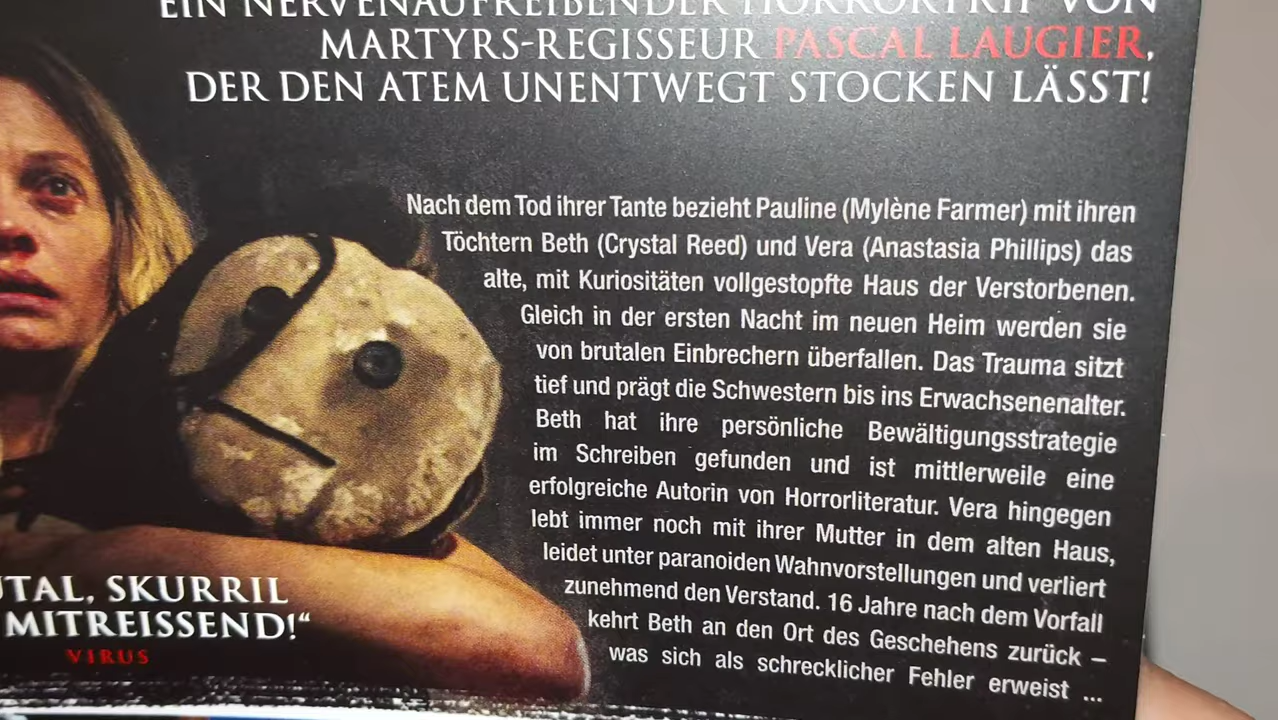 EIN NERVENAUFREIBENDER HORRORTRIP VON
MARTYRS-REGISSEUR PASCAL LAUGIER,
DER DEN ATEM UNENTWEGT STOCKEN LÄSST!
Nach dem Tod ihrer Tante bezieht Pauline (Mylène Farmer) mit ihren
Töchtern Beth (Crystal Reed) und Vera (Anastasia Phillips) das
alte, mit Kuriositäten vollgestopfte Haus der Verstorbenen.
Gleich in der ersten Nacht im neuen Heim werden sie
von brutalen Einbrechern überfallen. Das Trauma sitzt
tief und prägt die Schwestern bis ins Erwachsenenalter.
Beth hat ihre persönliche Bewältigungsstrategie
im Schreiben gefunden und ist mittlerweile eine
erfolgreiche Autorin von Horrorliteratur. Vera hingegen
lebt immer noch mit ihrer Mutter in dem alten Haus,
leidet unter paranoiden Wahnvorstellungen und verliert
zunehmend den Verstand. 16 Jahre nach dem Vorfall
kehrt Beth an den Ort des Geschehens zurück –
was sich als schrecklicher Fehler erweist ...
UTAL, SKURRIL
MITREISSEND!“
VIRUS